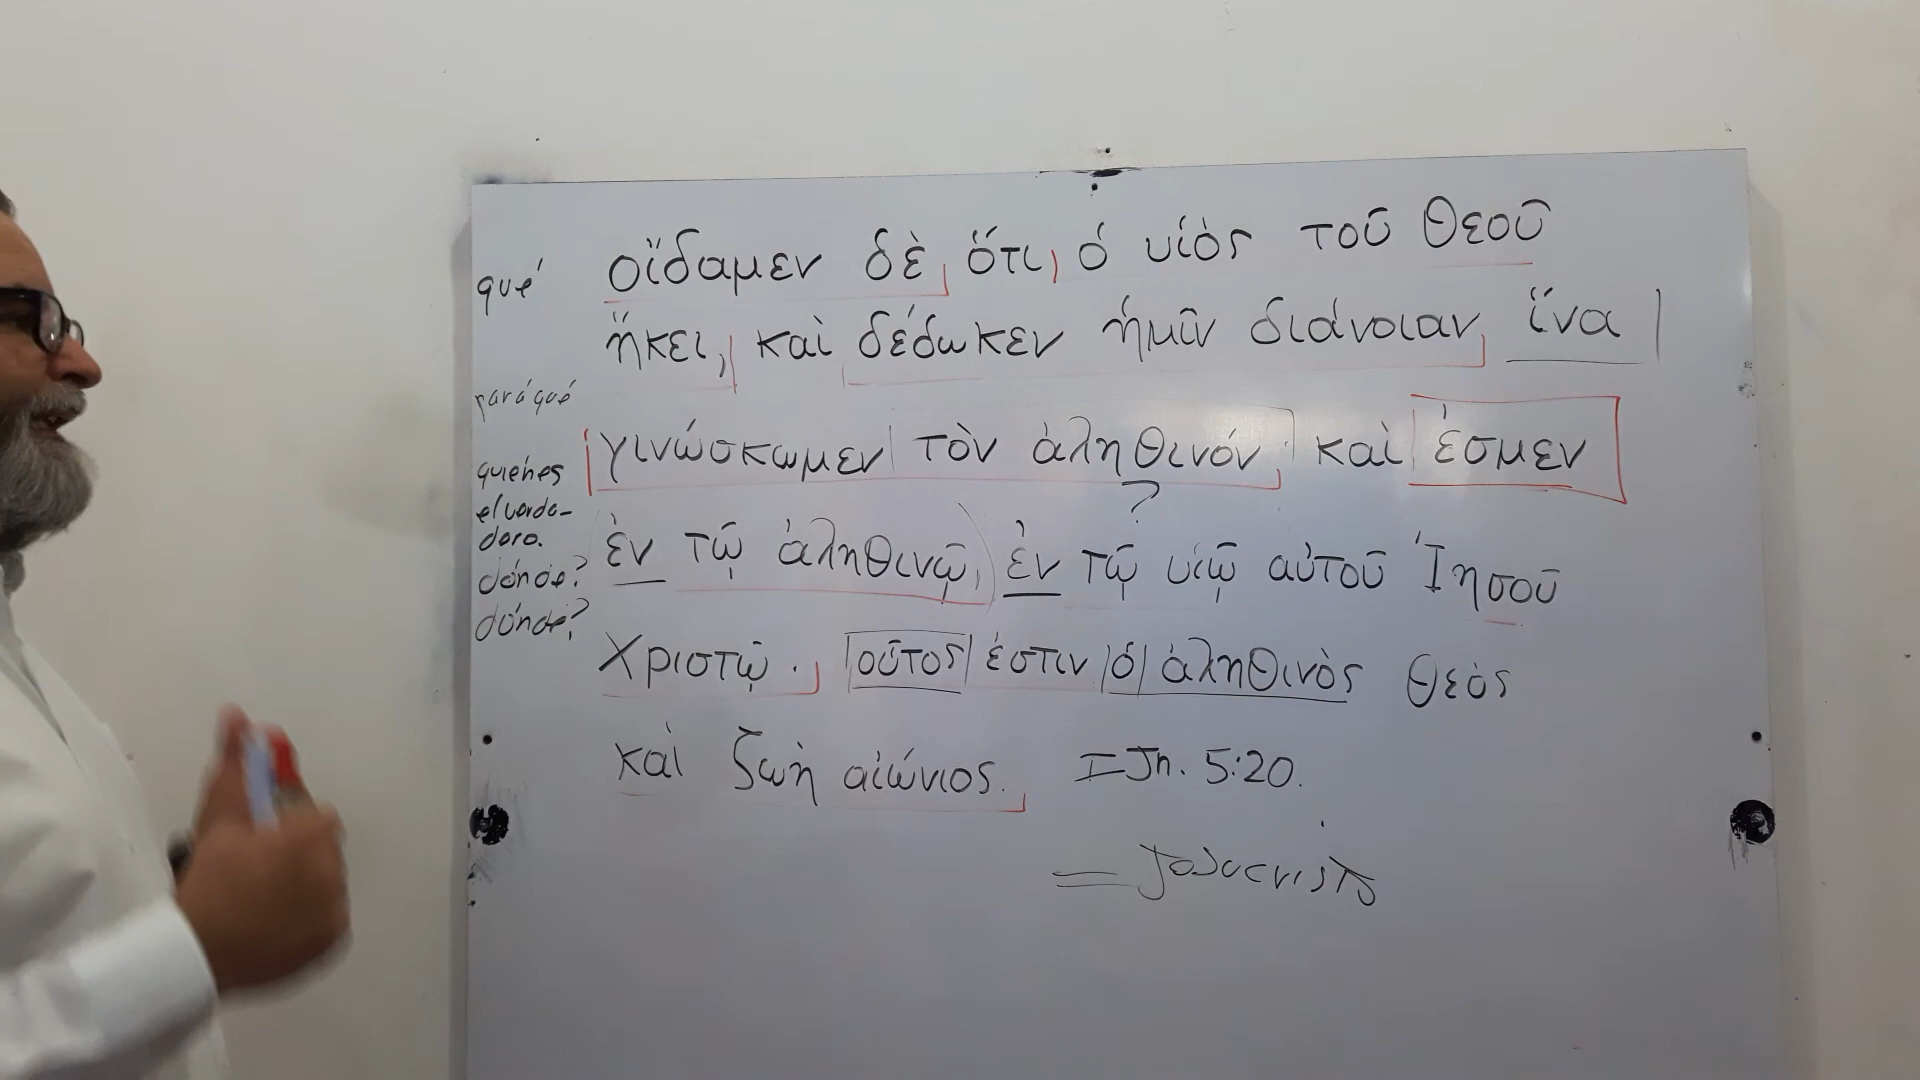 qué
οἴδαμεν δὲ, ὅτι, ὁ υἱὸς τοῦ Θεοῦ
ἥκει, καὶ δέδωκεν ἡμῖν διάνοιαν, ἵνα
para qué
γινώσκωμεν τὸν ἀληθινόν, καὶ ἐσμεν
quién es
el verda-
dero.
?
ἐν τῷ ἀληθινῷ, ἐν τῷ υἱῷ αὐτοῦ Ἰησοῦ
dónde?
dónde?
Χριστῷ. οὗτος ἐστιν ὁ ἀληθινὸς Θεὸς
καὶ ζωὴ αἰώνιος. I Jn. 5:20.
=